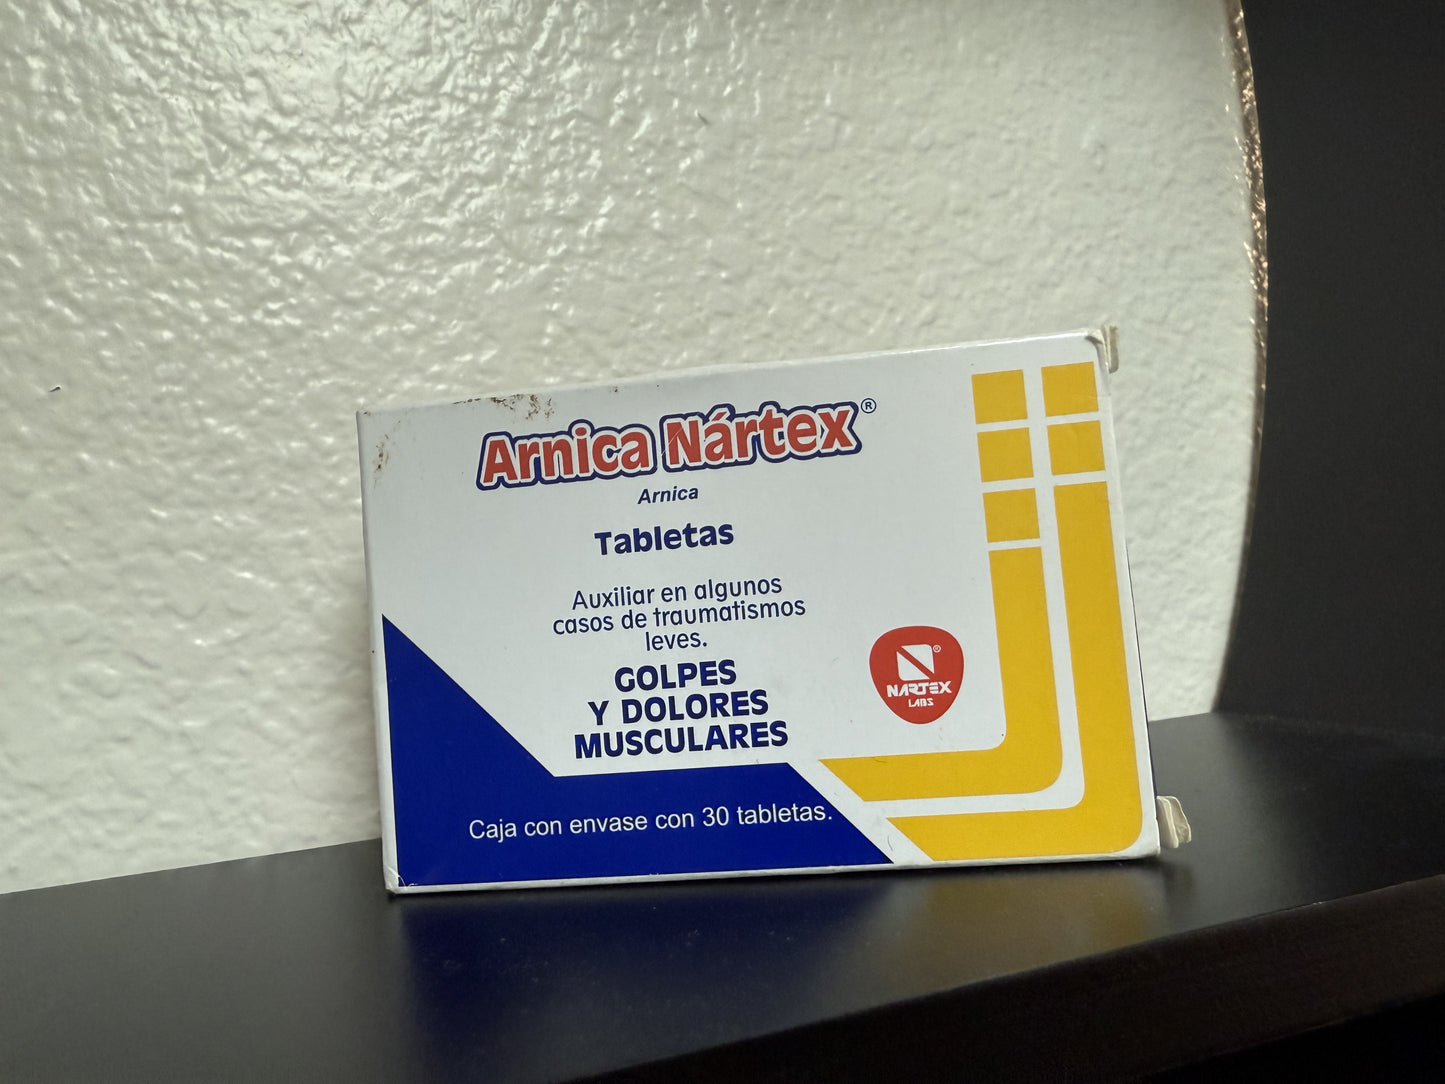 Arnica Nártex®
Arnica
Tabletas
Auxiliar en algunos
casos de traumatismos
leves.
GOLPES
Y DOLORES
MUSCULARES
NARTEX®
LABS
Caja con envase con 30 tabletas.